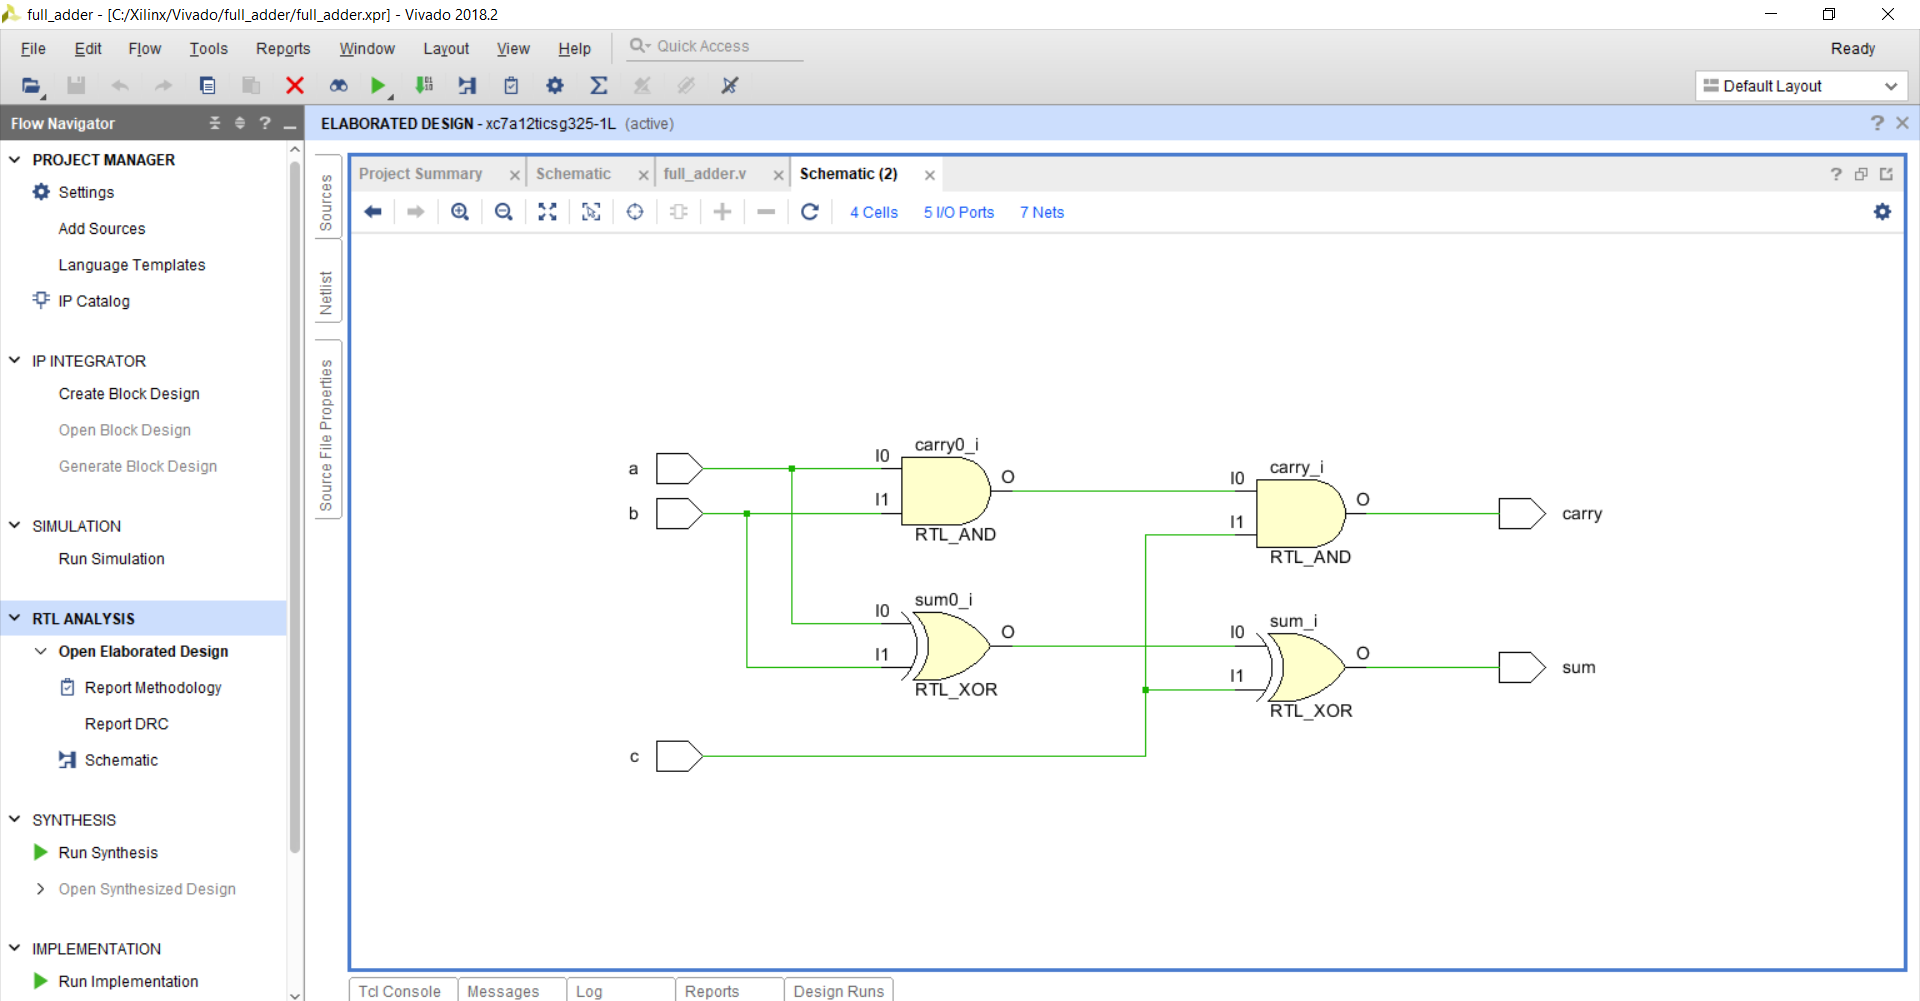 full_adder - [C:/Xilinx/Vivado/full_adder/full_adder.xpr] - Vivado 2018.2
File Edit Flow Tools Reports Window Layout View Help Quick Access Ready
Default Layout
Flow Navigator
ELABORATED DESIGN - xc7a12ticsg325-1L (active)
PROJECT MANAGER
Settings
Add Sources
Language Templates
IP Catalog
IP INTEGRATOR
Create Block Design
Open Block Design
Generate Block Design
SIMULATION
Run Simulation
RTL ANALYSIS
Open Elaborated Design
Report Methodology
Report DRC
Schematic
SYNTHESIS
Run Synthesis
Open Synthesized Design
IMPLEMENTATION
Run Implementation
Sources
Netlist
Source File Properties
Project Summary Schematic full_adder.v Schematic (2)
4 Cells 5 I/O Ports 7 Nets
carry0_i
a I0 O
b I1
RTL_AND
carry_i
I0 O
I1 carry
RTL_AND
sum0_i
I0 O
I1
RTL_XOR
sum_i
I0 O
I1 sum
RTL_XOR
c
Tcl Console Messages Log Reports Design Runs